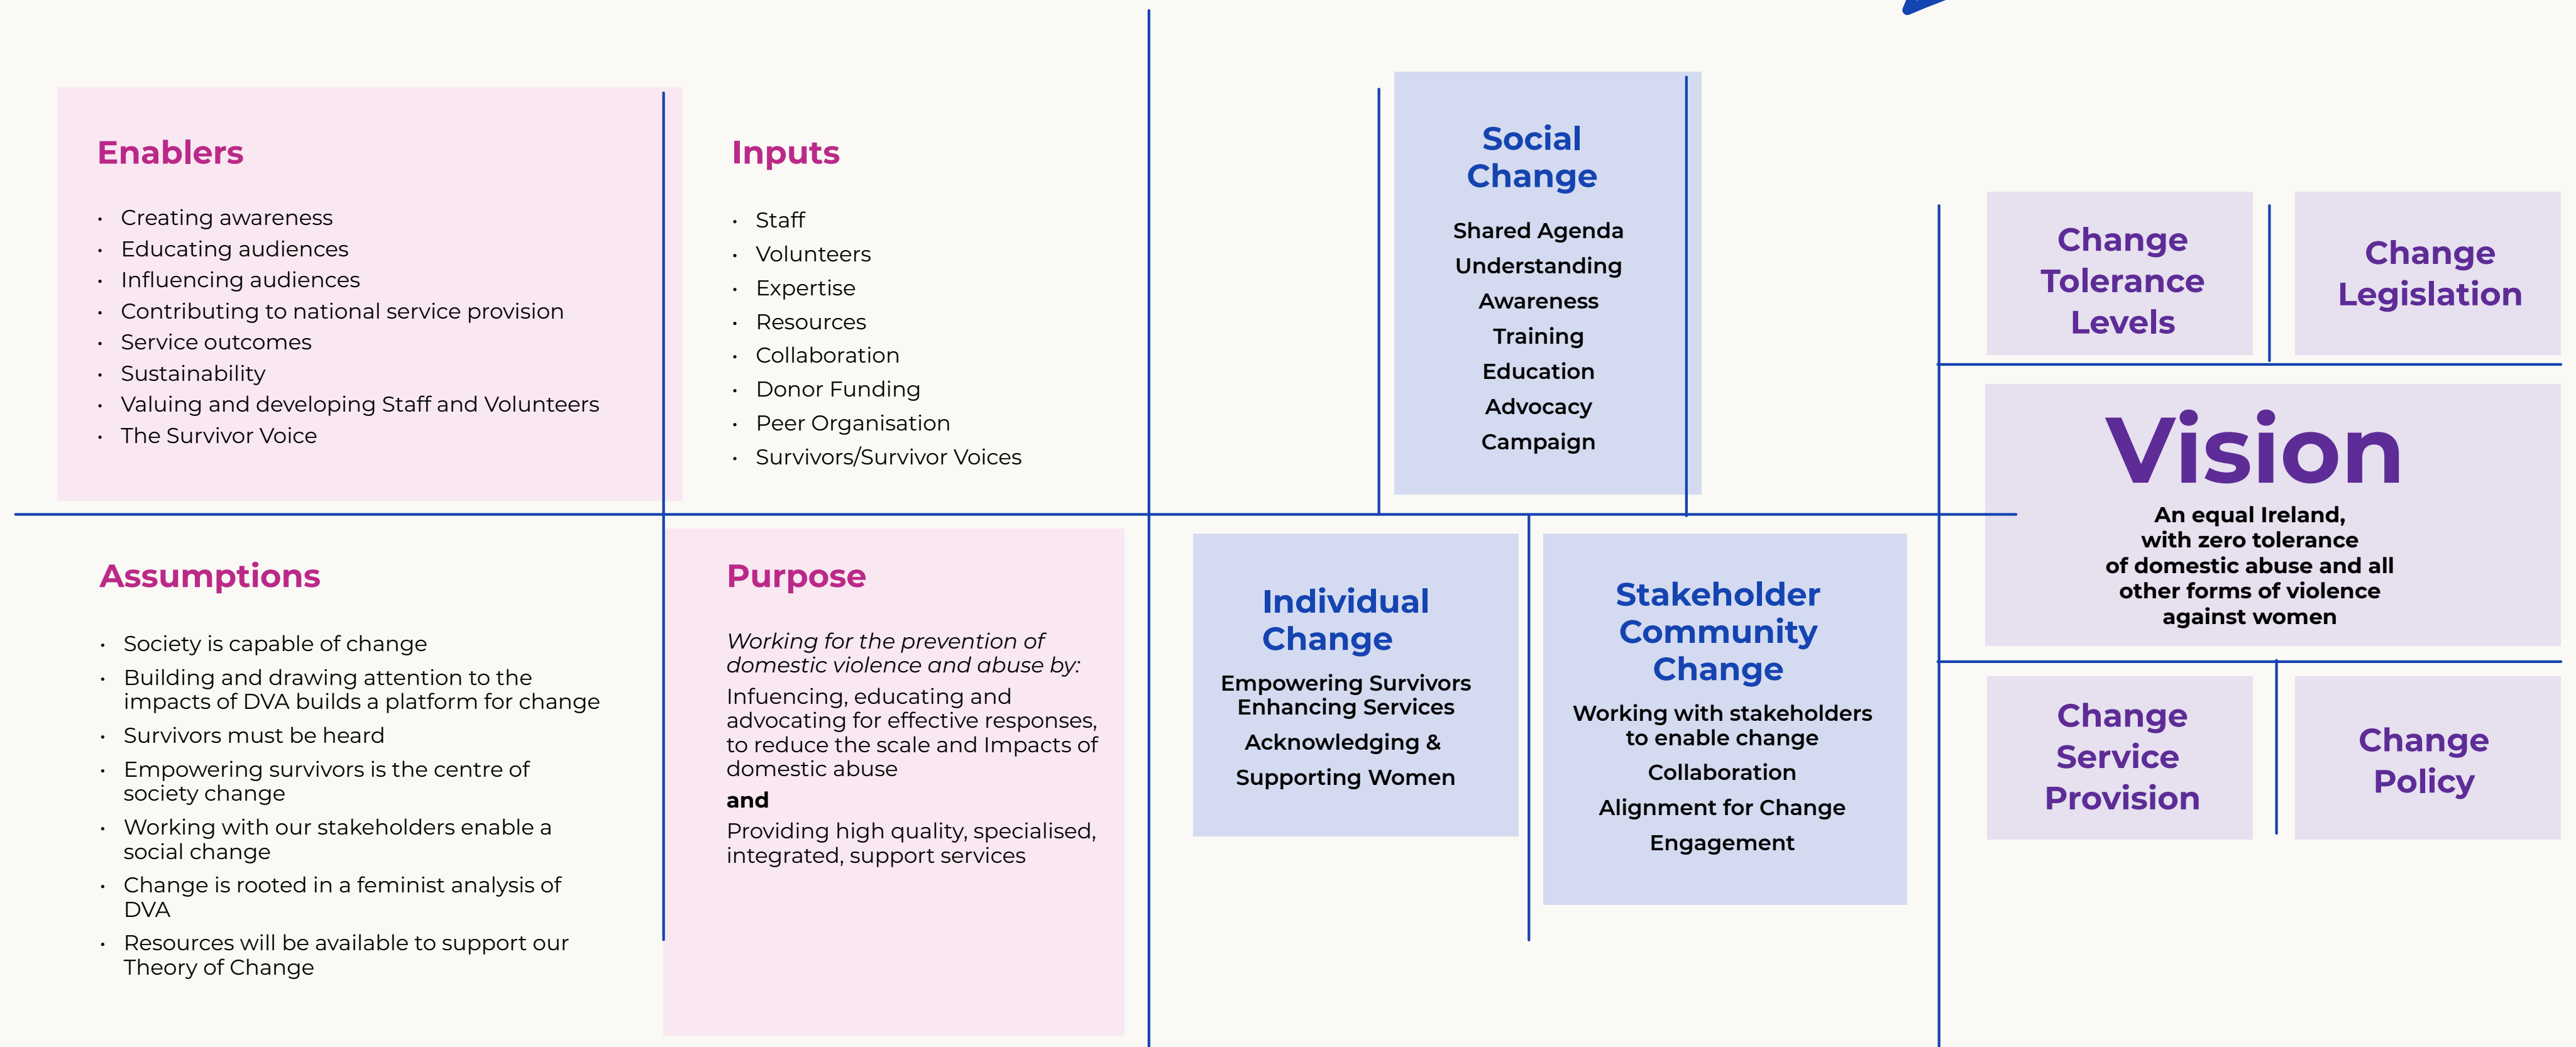 Enablers
• Creating awareness
• Educating audiences
• Influencing audiences
• Contributing to national service provision
• Service outcomes
• Sustainability
• Valuing and developing Staff and Volunteers
• The Survivor Voice
Inputs
• Staff
• Volunteers
• Expertise
• Resources
• Collaboration
• Donor Funding
• Peer Organisation
• Survivors/Survivor Voices
Assumptions
• Society is capable of change
• Building and drawing attention to the
impacts of DVA builds a platform for change
• Survivors must be heard
• Empowering survivors is the centre of
society change
• Working with our stakeholders enable a
social change
• Change is rooted in a feminist analysis of
DVA
• Resources will be available to support our
Theory of Change
Purpose
Working for the prevention of
domestic violence and abuse by:
Infuencing, educating and
advocating for effective responses,
to reduce the scale and Impacts of
domestic abuse
and
Providing high quality, specialised,
integrated, support services
Social
Change
Shared Agenda
Understanding
Awareness
Training
Education
Advocacy
Campaign
Individual
Change
Empowering Survivors
Enhancing Services
Acknowledging &
Supporting Women
Stakeholder
Community
Change
Working with stakeholders
to enable change
Collaboration
Alignment for Change
Engagement
Change
Tolerance
Levels
Change
Legislation
Vision
An equal Ireland,
with zero tolerance
of domestic abuse and all
other forms of violence
against women
Change
Service
Provision
Change
Policy